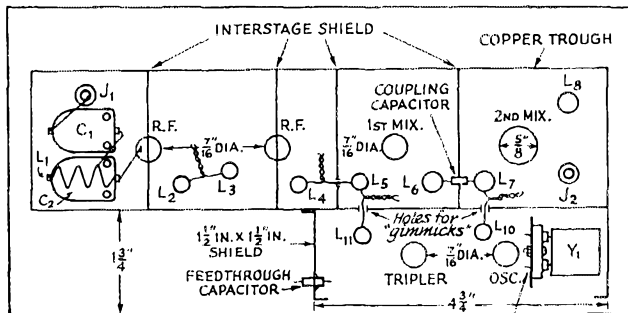 INTERSTAGE SHIELD
COPPER TROUGH
J1
C1
L1
C2
R.F.
7/16" DIA.
R.F.
L2
L3
L4
7/16" DIA.
1ST MIX.
COUPLING
CAPACITOR
2ND MIX.
5/8"
L8
L5
L6
L7
J2
Holes for
"gimmicks"
L11
L10
1 3/4"
1 1/2 IN. X 1 1/2 IN.
SHIELD
FEEDTHROUGH
CAPACITOR
7/16" DIA.
TRIPLER
OSC.
Y1
4 3/4"